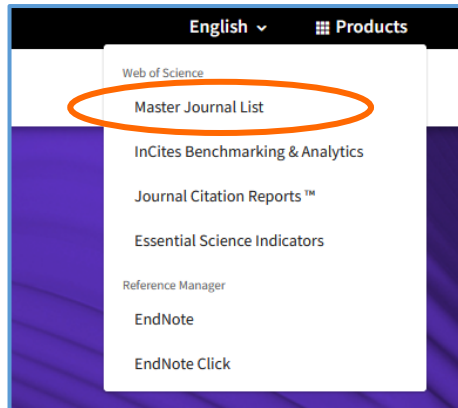 English Products
Web of Science
Master Journal List
InCites Benchmarking & Analytics
Journal Citation Reports ™
Essential Science Indicators
Reference Manager
EndNote
EndNote Click